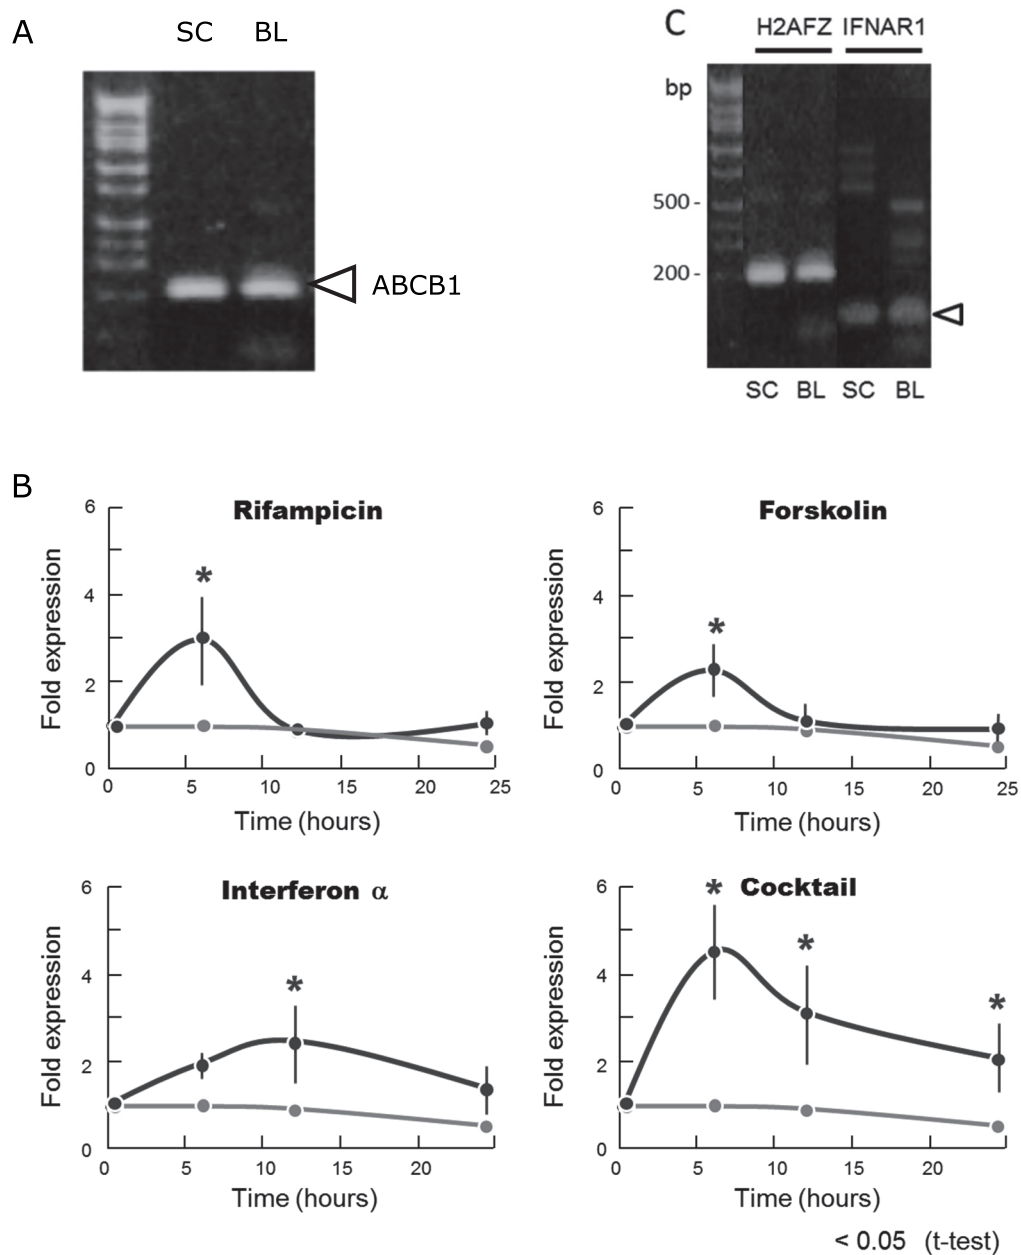 A
SC BL
ABCB1
C
H2AFZ IFNAR1
bp
500 -
200 -
SC BL SC BL
B
Rifampicin
Fold expression
6
4
2
0
0 5 10 15 20 25
Time (hours)
*
Forskolin
Fold expression
6
4
2
0
0 5 10 15 20 25
Time (hours)
*
Interferon α
Fold expression
6
4
2
0
0 5 10 15 20
Time (hours)
*
Cocktail
Fold expression
6
4
2
0
0 5 10 15 20
Time (hours)
* * *
< 0.05 (t-test)